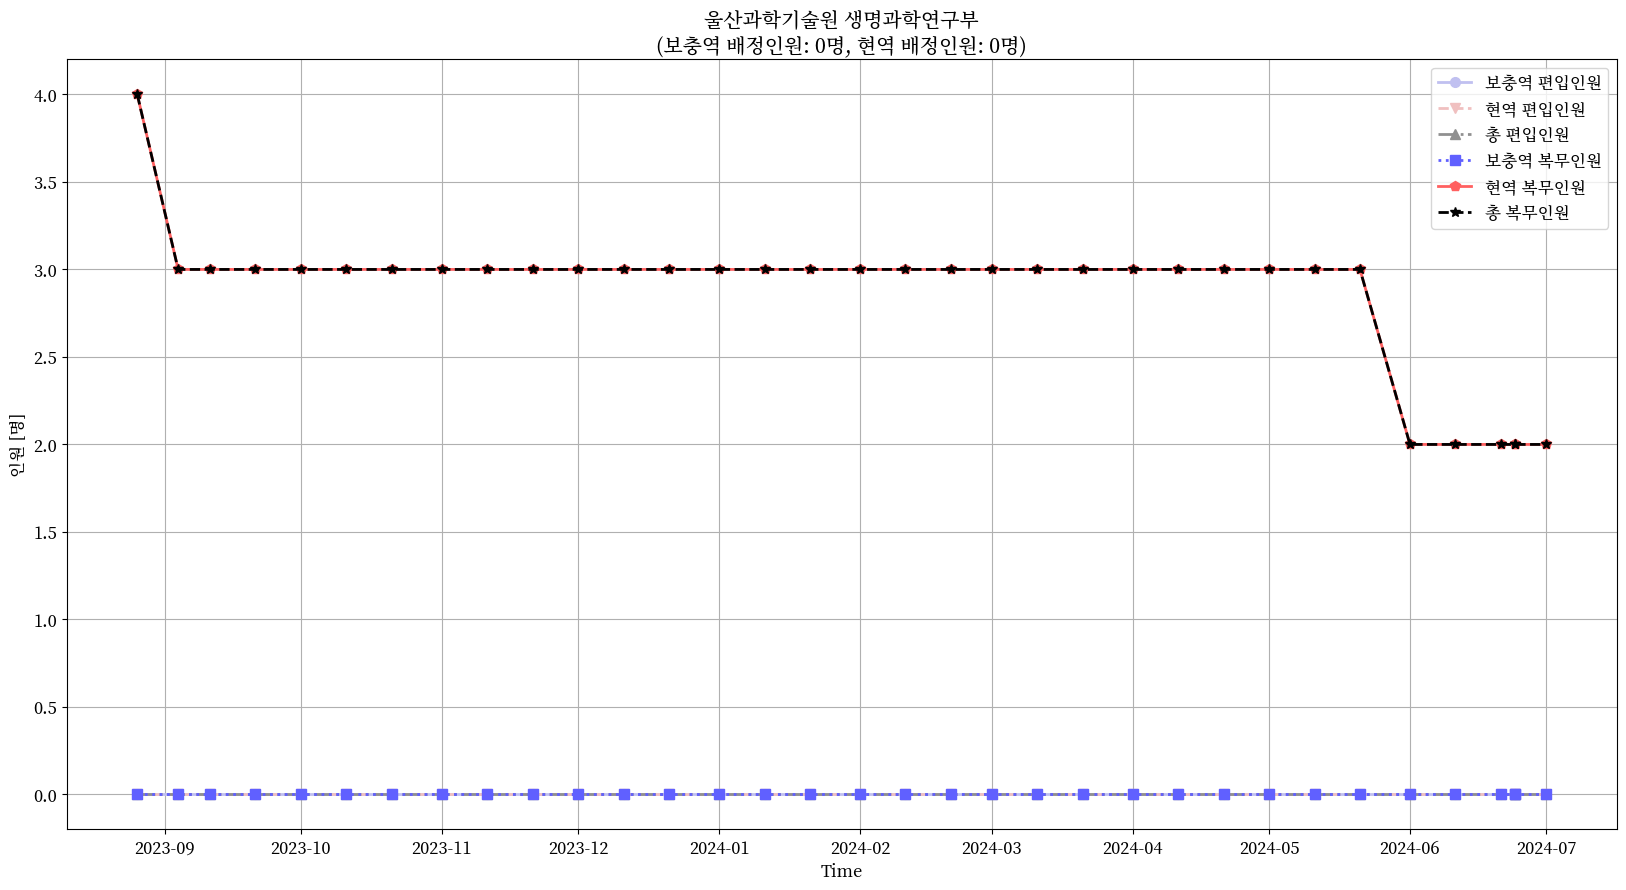 울산과학기술원 생명과학연구부
(보충역 배정인원: 0명, 현역 배정인원: 0명)
보충역 편입인원
현역 편입인원
총 편입인원
보충역 복무인원
현역 복무인원
총 복무인원
인원 [명]
4.0
3.5
3.0
2.5
2.0
1.5
1.0
0.5
0.0
2023-09 2023-10 2023-11 2023-12 2024-01 2024-02 2024-03 2024-04 2024-05 2024-06 2024-07
Time